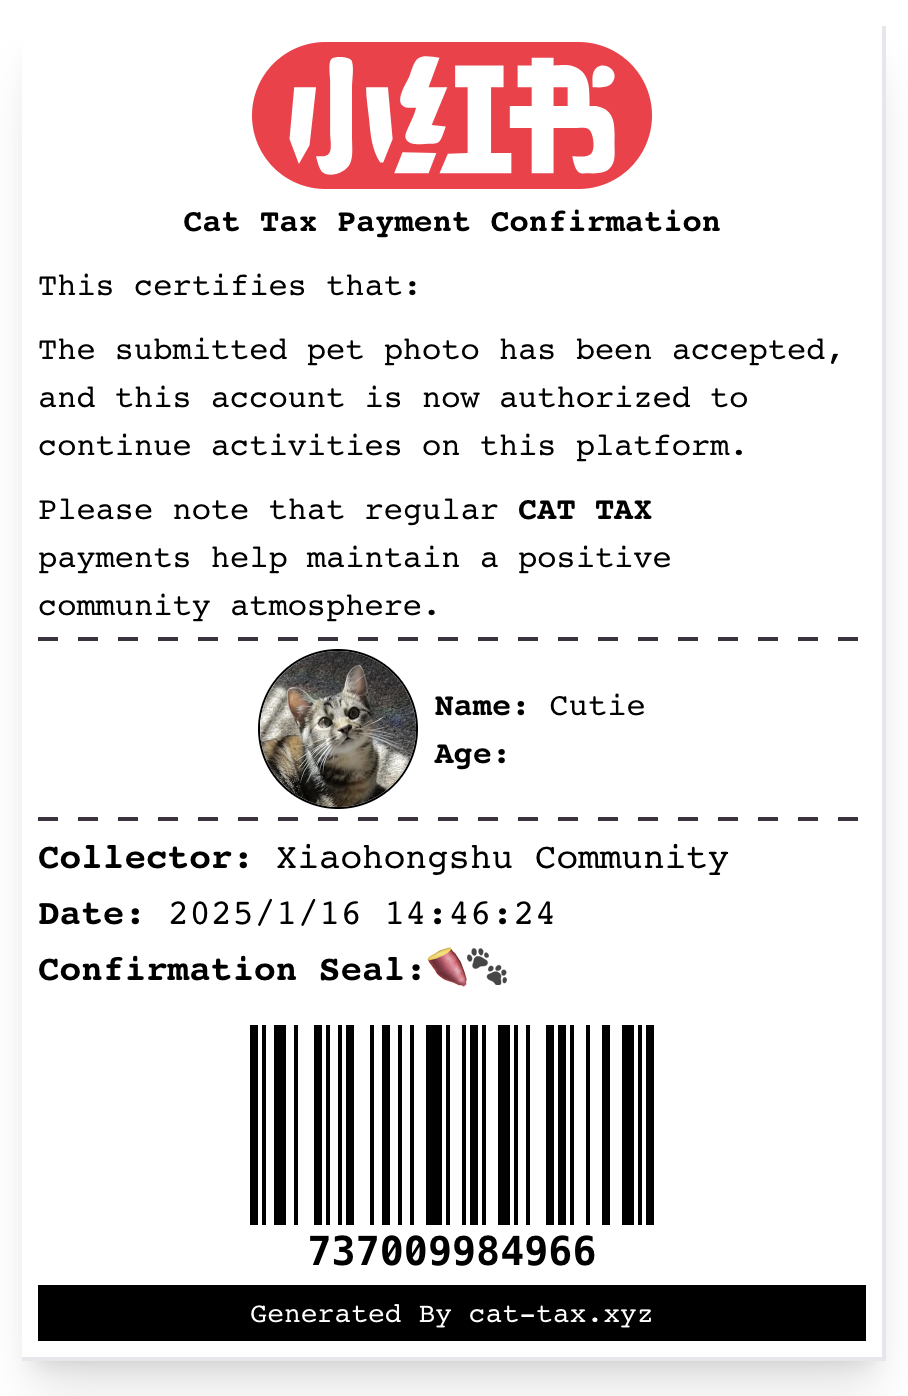 小红书
Cat Tax Payment Confirmation
This certifies that:
The submitted pet photo has been accepted,
and this account is now authorized to
continue activities on this platform.
Please note that regular CAT TAX
payments help maintain a positive
community atmosphere.
Name: Cutie
Age:
Collector: Xiaohongshu Community
Date: 2025/1/16 14:46:24
Confirmation Seal:🍠🐾
737009984966
Generated By cat-tax.xyz